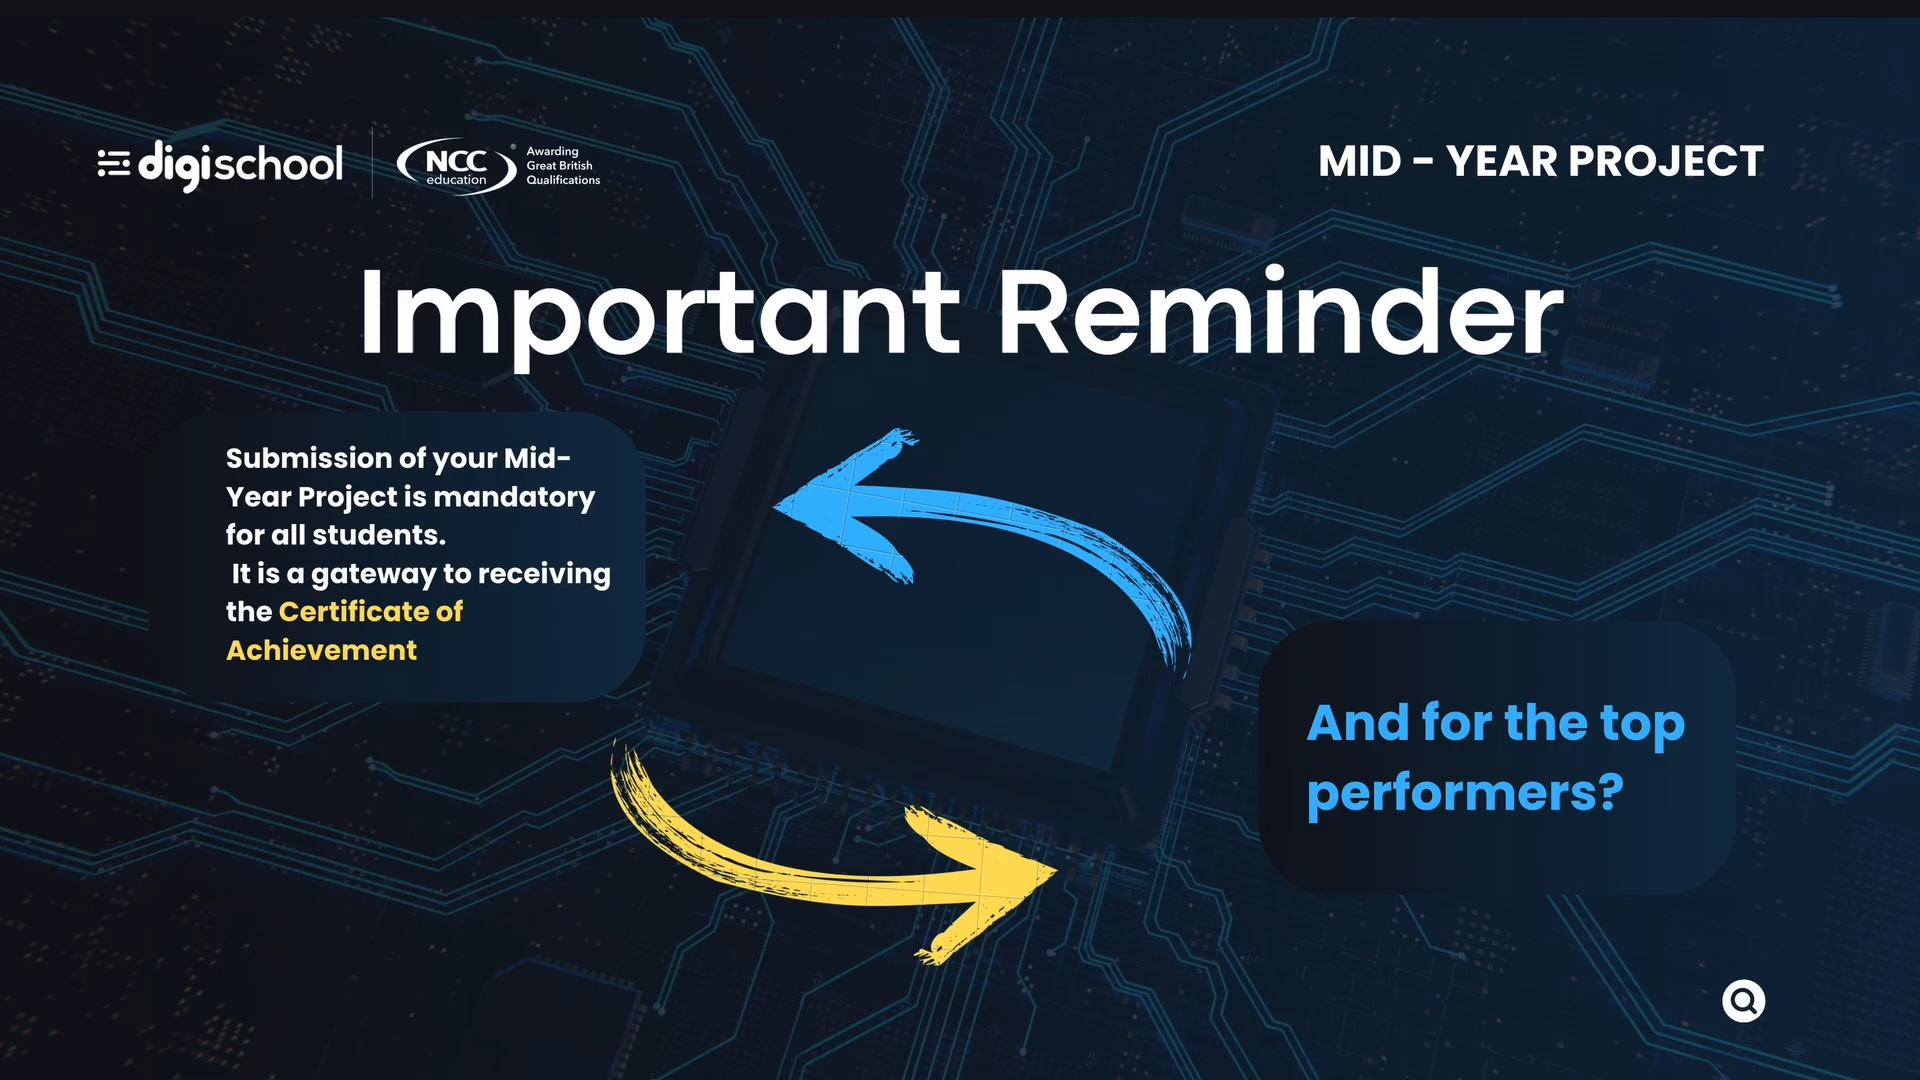 digischool
NCC
education
®
Awarding
Great British
Qualifications
MID - YEAR PROJECT
Important Reminder
Submission of your Mid-
Year Project is mandatory
for all students.
It is a gateway to receiving
the Certificate of
Achievement
And for the top
performers?